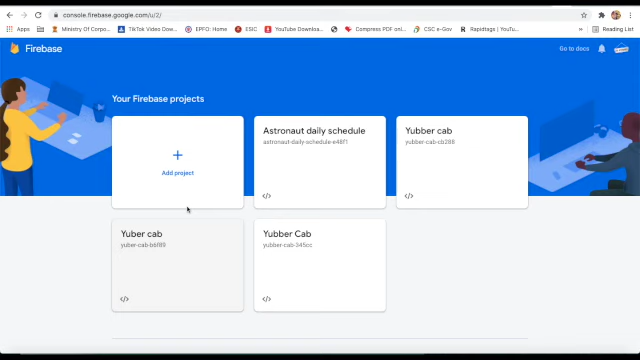 console.firebase.google.com/u/2/
Apps
Ministry Of Corpo...
TikTok Video Dow...
EPFO: Home
ESIC
YouTube Download...
Compress PDF onli...
CSC e-Gov
Rapidtags | YouTu...
»
Reading List
Firebase
Go to docs
Your Firebase projects
+
Add project
Astronaut daily schedule
astronaut-daily-schedule-e48f1
</>
Yubber cab
yubber-cab-cb288
</>
Yuber cab
yuber-cab-b6f89
</>
Yubber Cab
yubber-cab-345cc
</>